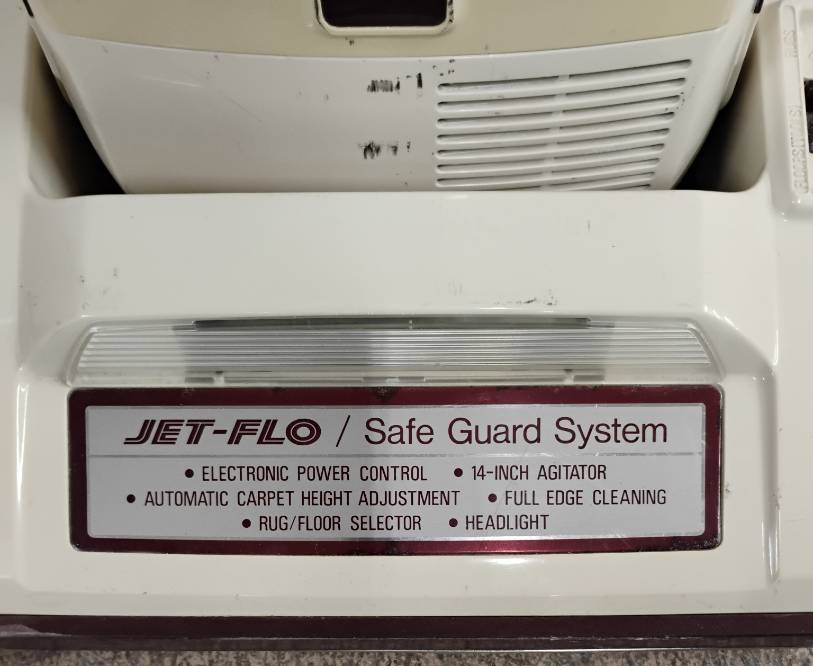 JET-FLO / Safe Guard System
• ELECTRONIC POWER CONTROL • 14-INCH AGITATOR
• AUTOMATIC CARPET HEIGHT ADJUSTMENT • FULL EDGE CLEANING
• RUG/FLOOR SELECTOR • HEADLIGHT